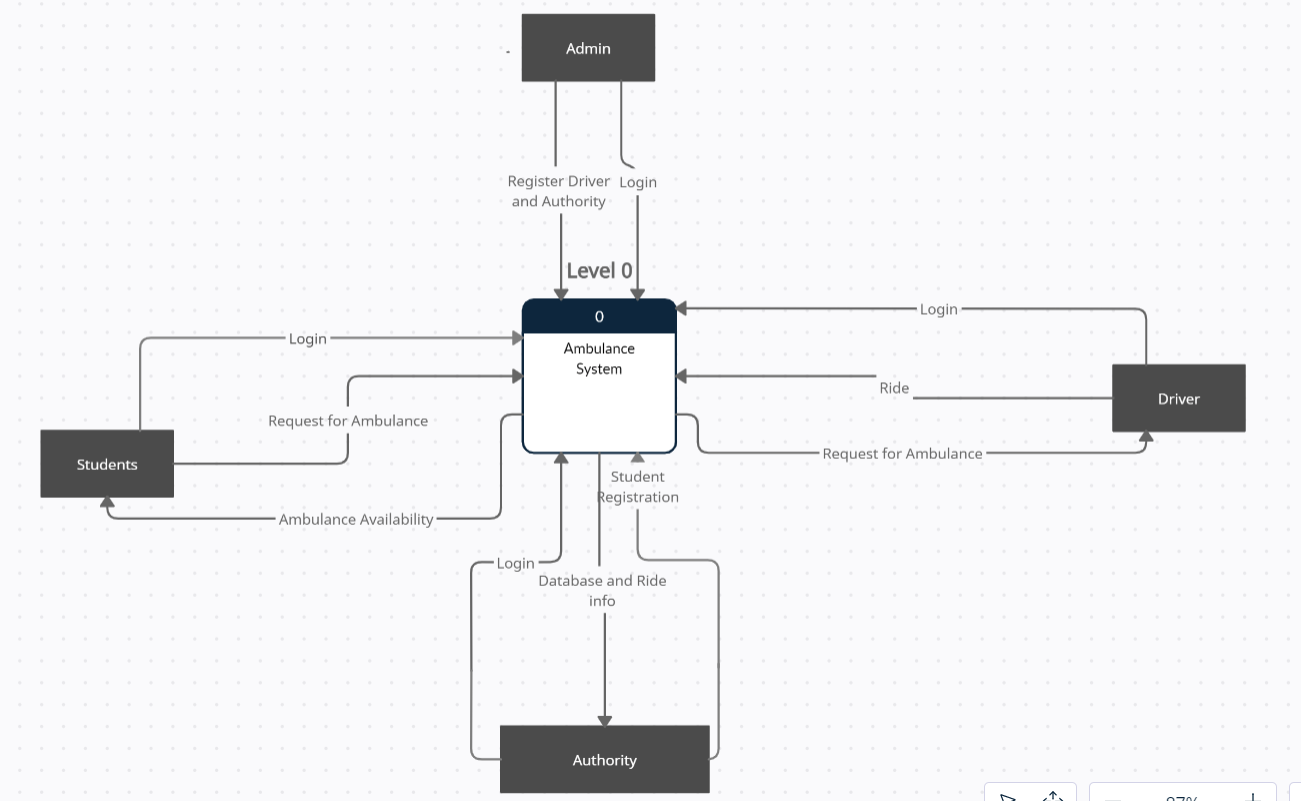 Admin
Register Driver
and Authority
Login
Level 0
0
Ambulance
System
Login
Request for Ambulance
Students
Ambulance Availability
Login
Ride
Driver
Request for Ambulance
Student
Registration
Login
Database and Ride
info
Authority